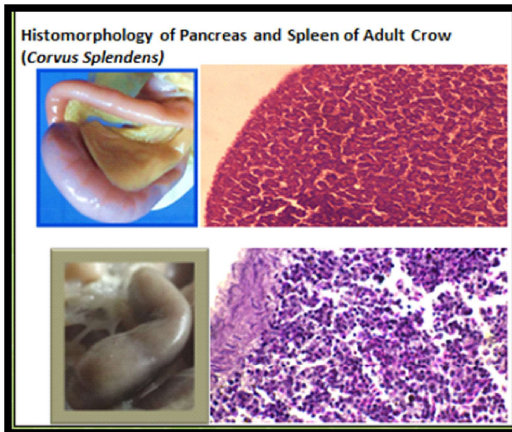 Histomorphology of Pancreas and Spleen of Adult Crow
(Corvus Splendens)